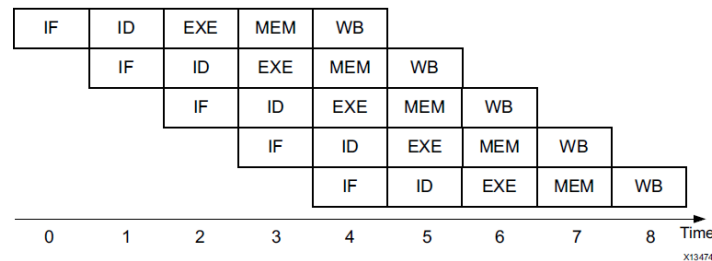 IF ID EXE MEM WB
IF ID EXE MEM WB
IF ID EXE MEM WB
IF ID EXE MEM WB
IF ID EXE MEM WB
0 1 2 3 4 5 6 7 8 Time
X13474